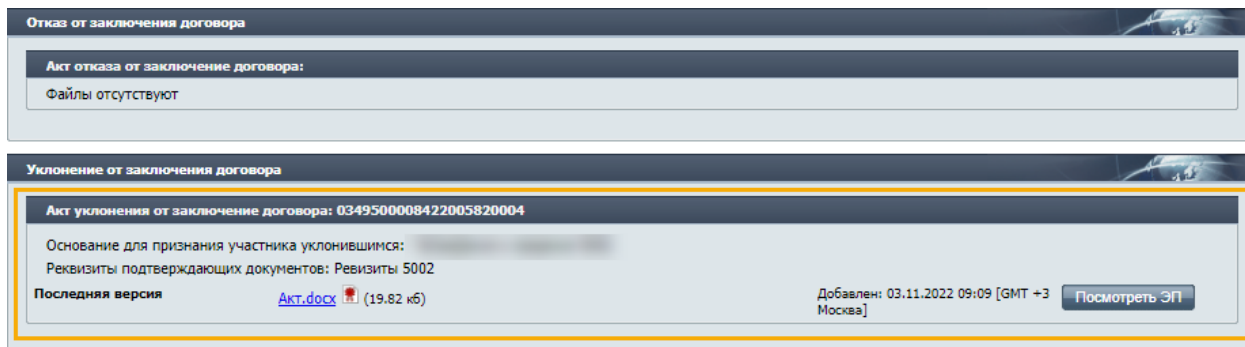 Отказ от заключения договора
Акт отказа от заключение договора:
Файлы отсутствуют
Уклонение от заключения договора
Акт уклонения от заключение договора: 0349500008422005820004
Основание для признания участника уклонившимся:
Реквизиты подтверждающих документов: Ревизиты 5002
Последняя версия Акт.docx (19.82 кб) Добавлен: 03.11.2022 09:09 [GMT +3 Москва] Посмотреть ЭП